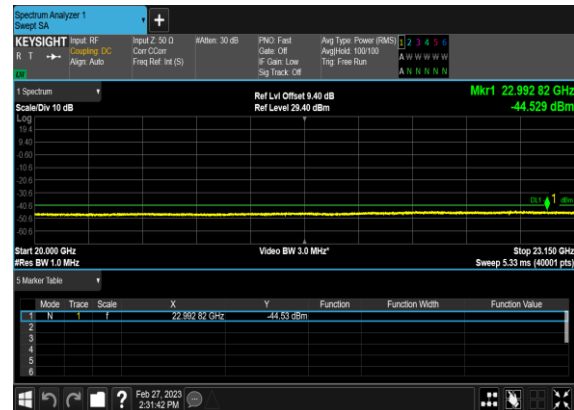 Spectrum Analyzer 1
Swept SA
KEYSIGHT
R T
LW
Input: RF
Coupling: DC
Align: Auto
Input Z: 50 Ω
Corr CCorr
Freq Ref: Int (S)
#Atten: 30 dB
PNO: Fast
Gate: Off
IF Gain: Low
Sig Track: Off
Avg Type: Power (RMS)
Avg|Hold: 100/100
Trig: Free Run
1 2 3 4 5 6
A W W W W W
A N N N N N
1 Spectrum
Scale/Div 10 dB
Ref Lvl Offset 9.40 dB
Ref Level 29.40 dBm
Mkr1 22.992 82 GHz
-44.529 dBm
Log
19.4
9.40
-0.60
-10.6
-20.6
-30.6
-40.6
-50.6
-60.6
DL1
1
dBm
Start 20.000 GHz
#Res BW 1.0 MHz
Video BW 3.0 MHz*
Stop 23.150 GHz
Sweep 5.33 ms (40001 pts)
5 Marker Table
Mode Trace Scale X Y Function Function Width Function Value
1 N 1 f 22.992 82 GHz -44.53 dBm
2
3
4
5
6
?
Feb 27, 2023
2:31:42 PM